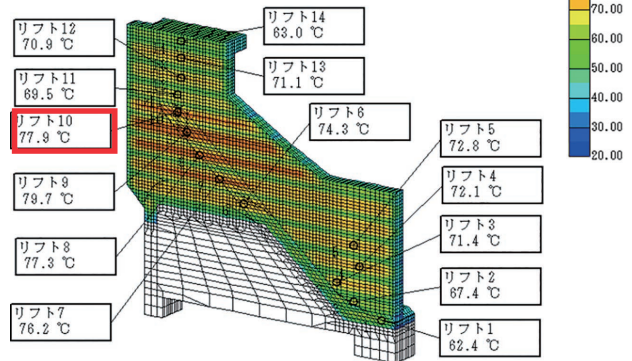 リフト12
70.9 ℃
リフト14
63.0 ℃
リフト11
69.5 ℃
リフト13
71.1 ℃
リフト10
77.9 ℃
リフト6
74.3 ℃
リフト5
72.8 ℃
リフト9
79.7 ℃
リフト4
72.1 ℃
リフト8
77.3 ℃
リフト3
71.4 ℃
リフト7
76.2 ℃
リフト2
67.4 ℃
リフト1
62.4 ℃
70.00
60.00
50.00
40.00
30.00
20.00